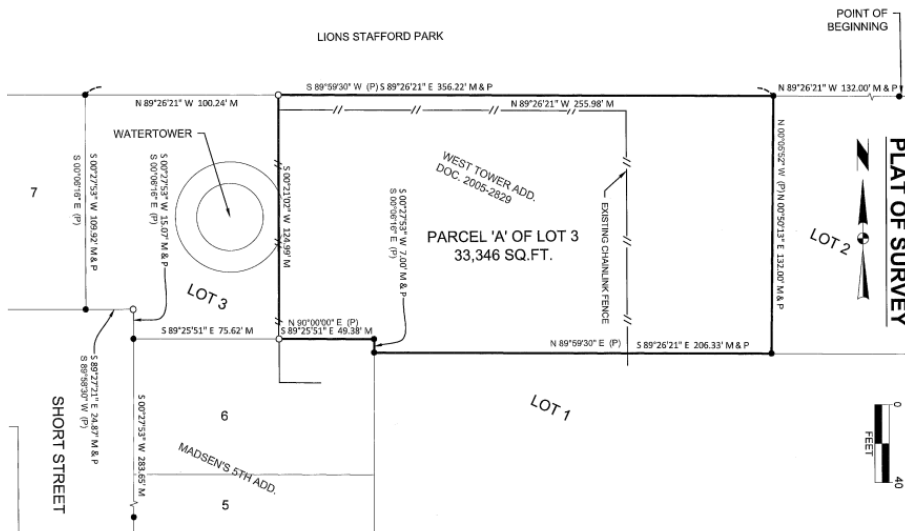 POINT OF
BEGINNING
LIONS STAFFORD PARK
S 89°59'30" W (P) S 89°26'21" E 356.22' M & P
N 89°26'21" W 132.00' M & P
N 89°26'21" W 100.24' M
N 89°26'21" W 255.98' M
WATERTOWER
7
S 00°27'53" W 109.92' M & P
S 00°06'16" E (P)
S 00°27'53" W 15.07' M & P
S 00°06'16" E (P)
S 00°21'02" W 124.99' M
WEST TOWER ADD.
DOC. 2005-2829
S 00°27'53" W 7.00' M & P
S 00°06'16" E (P)
PARCEL 'A' OF LOT 3
33,346 SQ.FT.
EXISTING CHAINLINK FENCE
N 00°05'52" W (P) N 00°50'13" E 132.00' M & P
LOT 2
N
PLAT OF SURVEY
LOT 3
N 90°00'00" E (P)
S 89°25'51" E 75.62' M
S 89°25'51" E 49.38' M
N 89°59'30" E (P)
S 89°26'21" E 206.33' M & P
S 89°27'21" E 24.87' M & P
S 89°58'30" W (P)
SHORT STREET
S 00°27'53" W 283.65' M
6
MADSEN'S 5TH ADD.
5
LOT 1
0
FEET
40